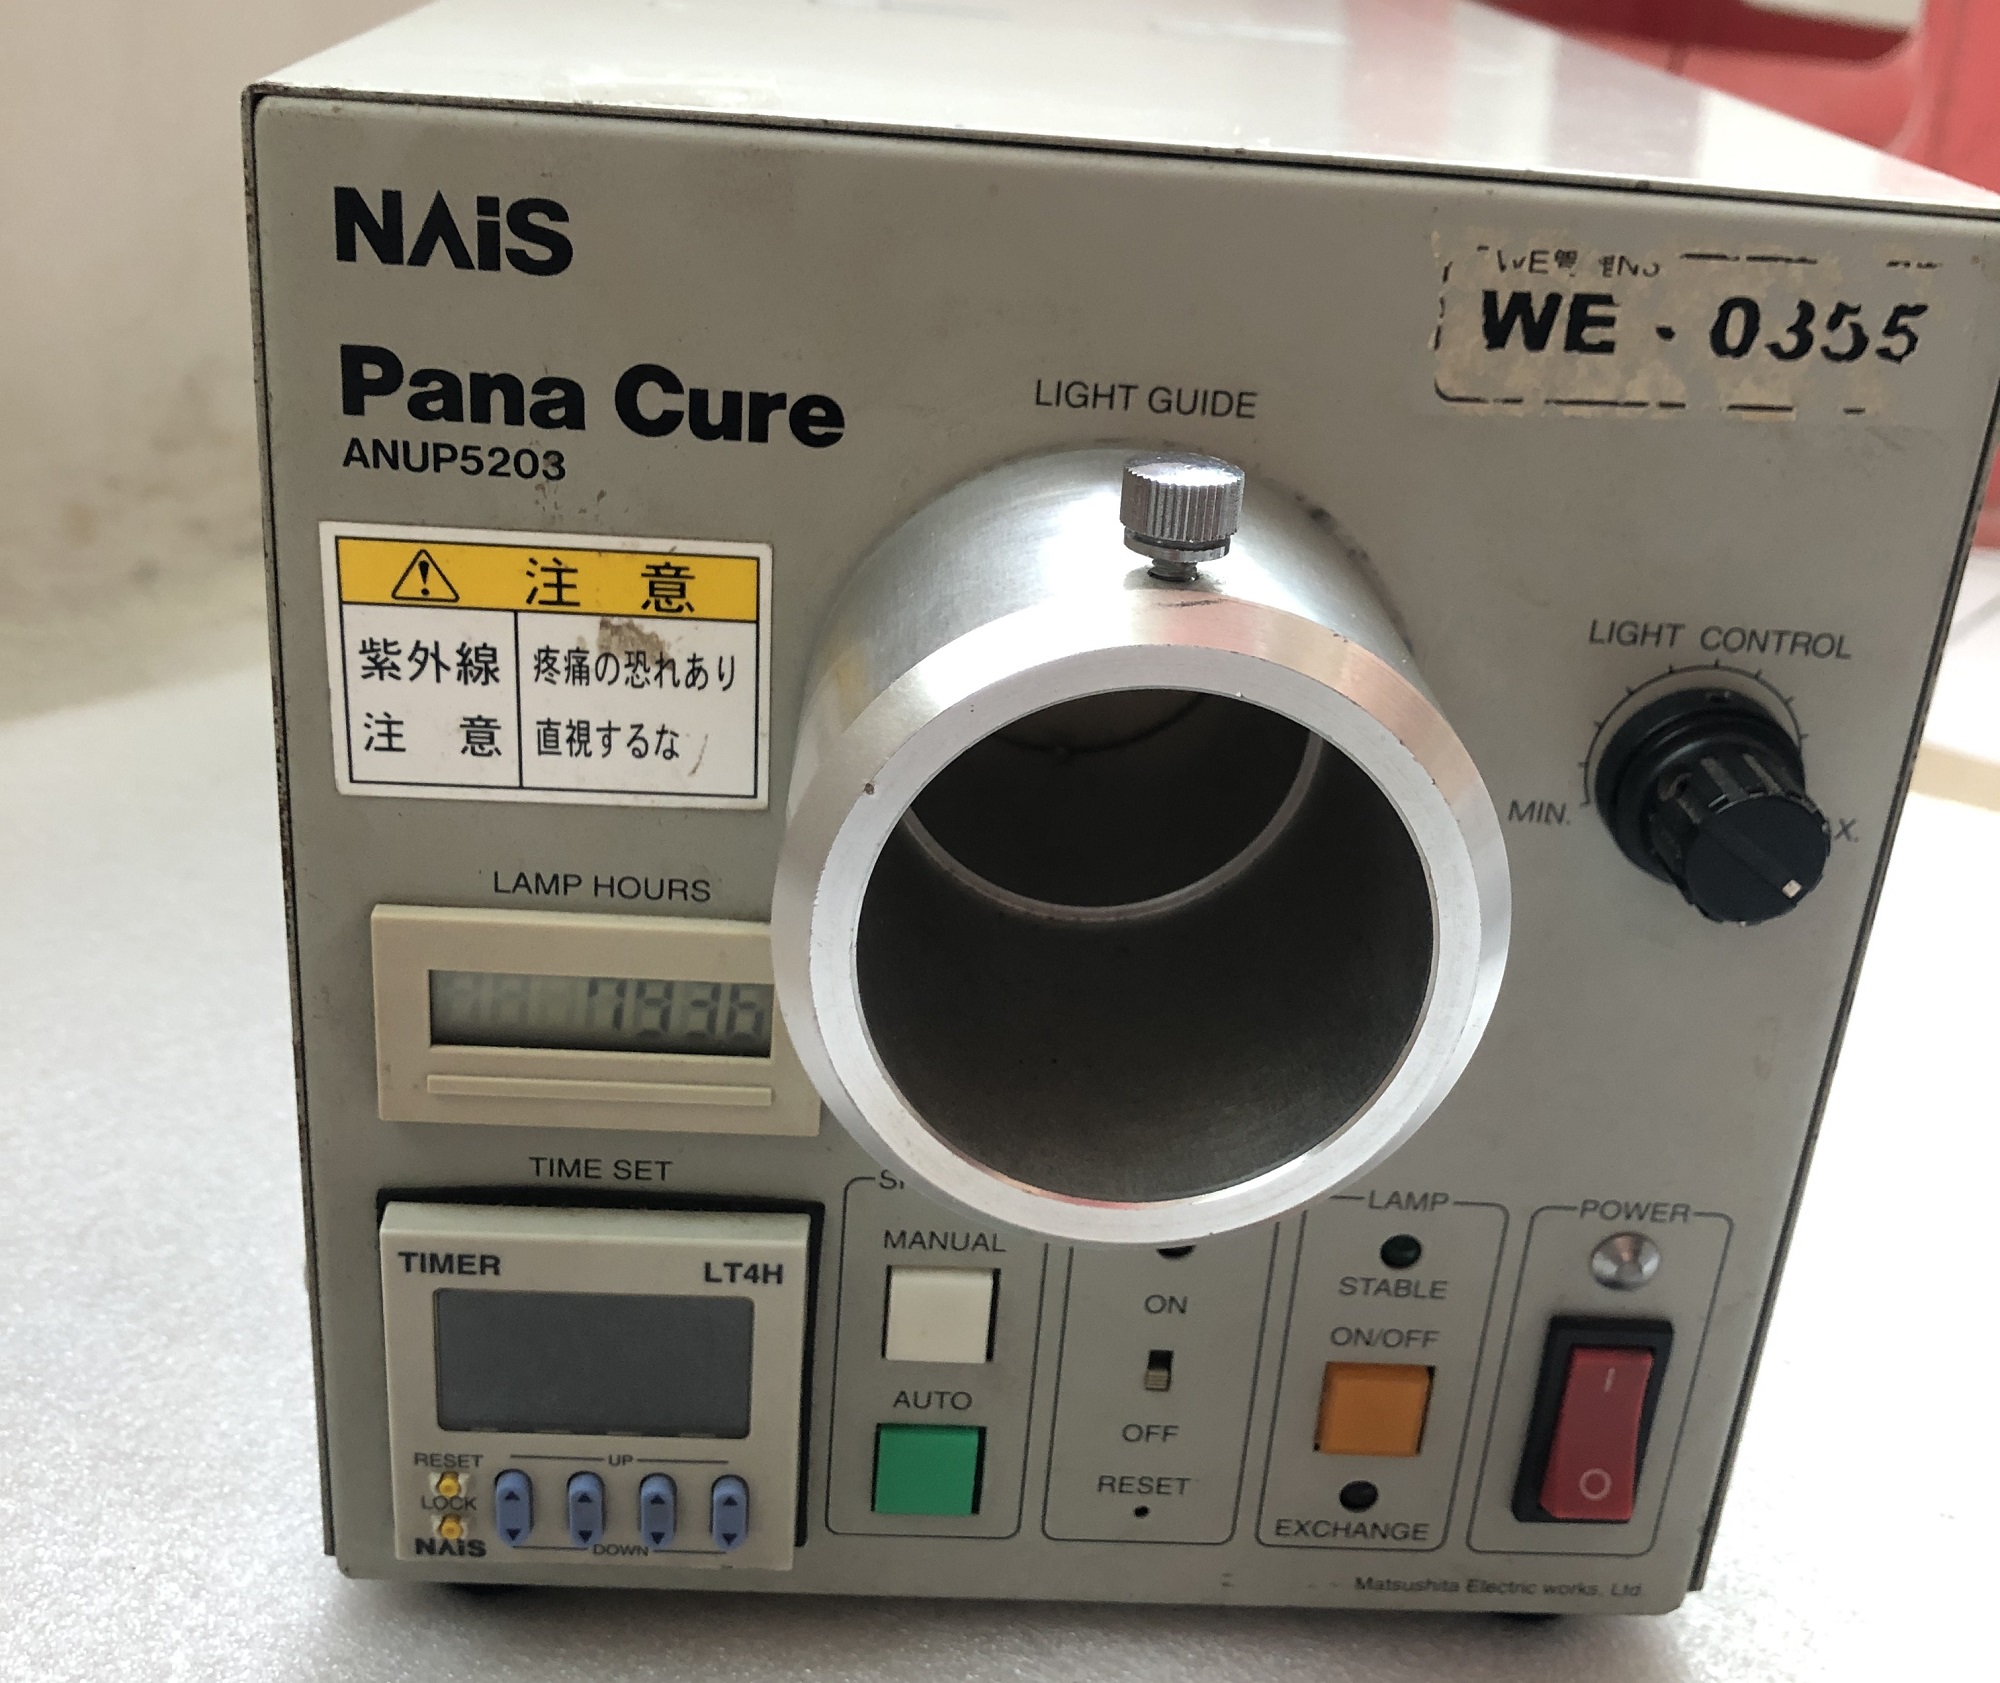 NAiS
Pana Cure
ANUP5203
WE - 0355
LIGHT GUIDE
注 意
紫外線
注 意
疼痛の恐れあり
直視するな
LIGHT CONTROL
MIN.
LAMP HOURS
TIME SET
TIMER LT4H
RESET
UP
LOCK
NAiS
DOWN
MANUAL
AUTO
ON
OFF
RESET
LAMP
STABLE
ON/OFF
EXCHANGE
POWER
I
O
Matsushita Electric works, Ltd.